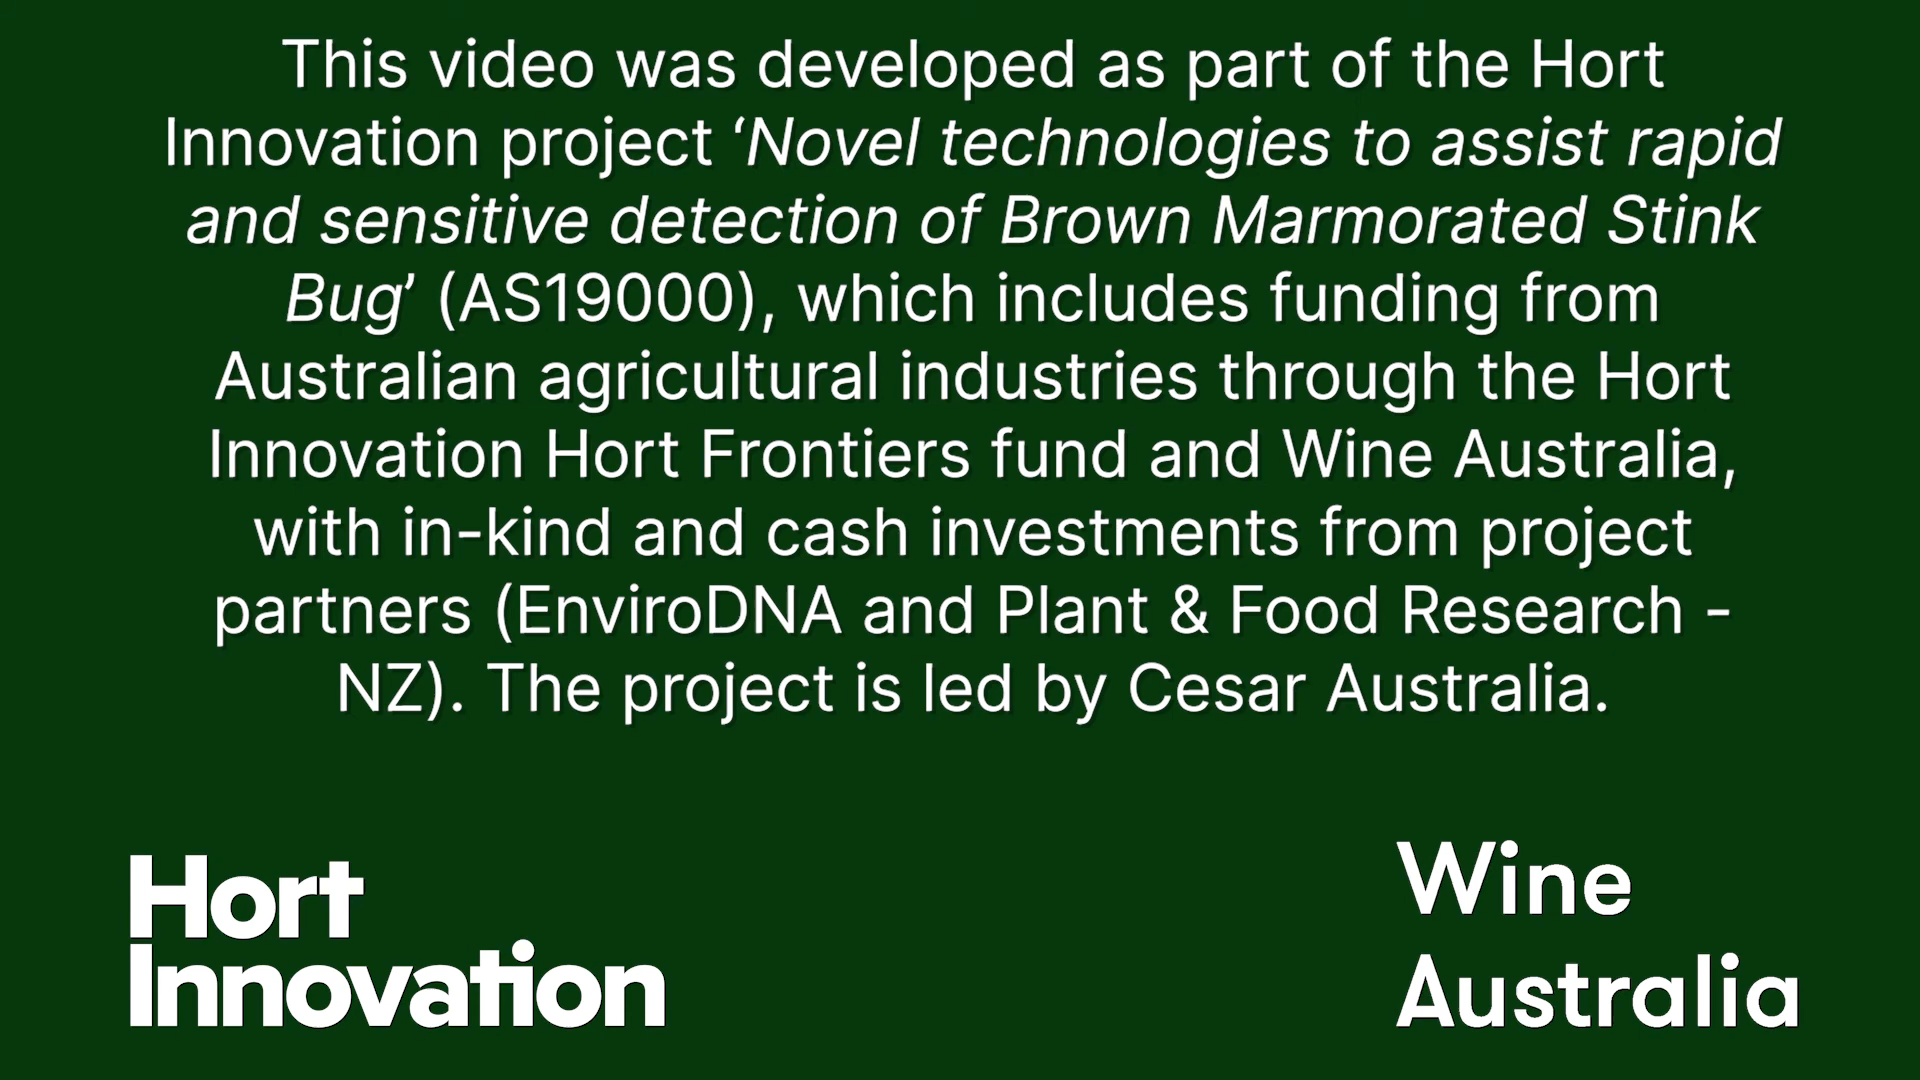 This video was developed as part of the Hort
Innovation project ‘Novel technologies to assist rapid
and sensitive detection of Brown Marmorated Stink
Bug’ (AS19000), which includes funding from
Australian agricultural industries through the Hort
Innovation Hort Frontiers fund and Wine Australia,
with in-kind and cash investments from project
partners (EnviroDNA and Plant & Food Research -
NZ). The project is led by Cesar Australia.
Hort
Innovation
Wine
Australia